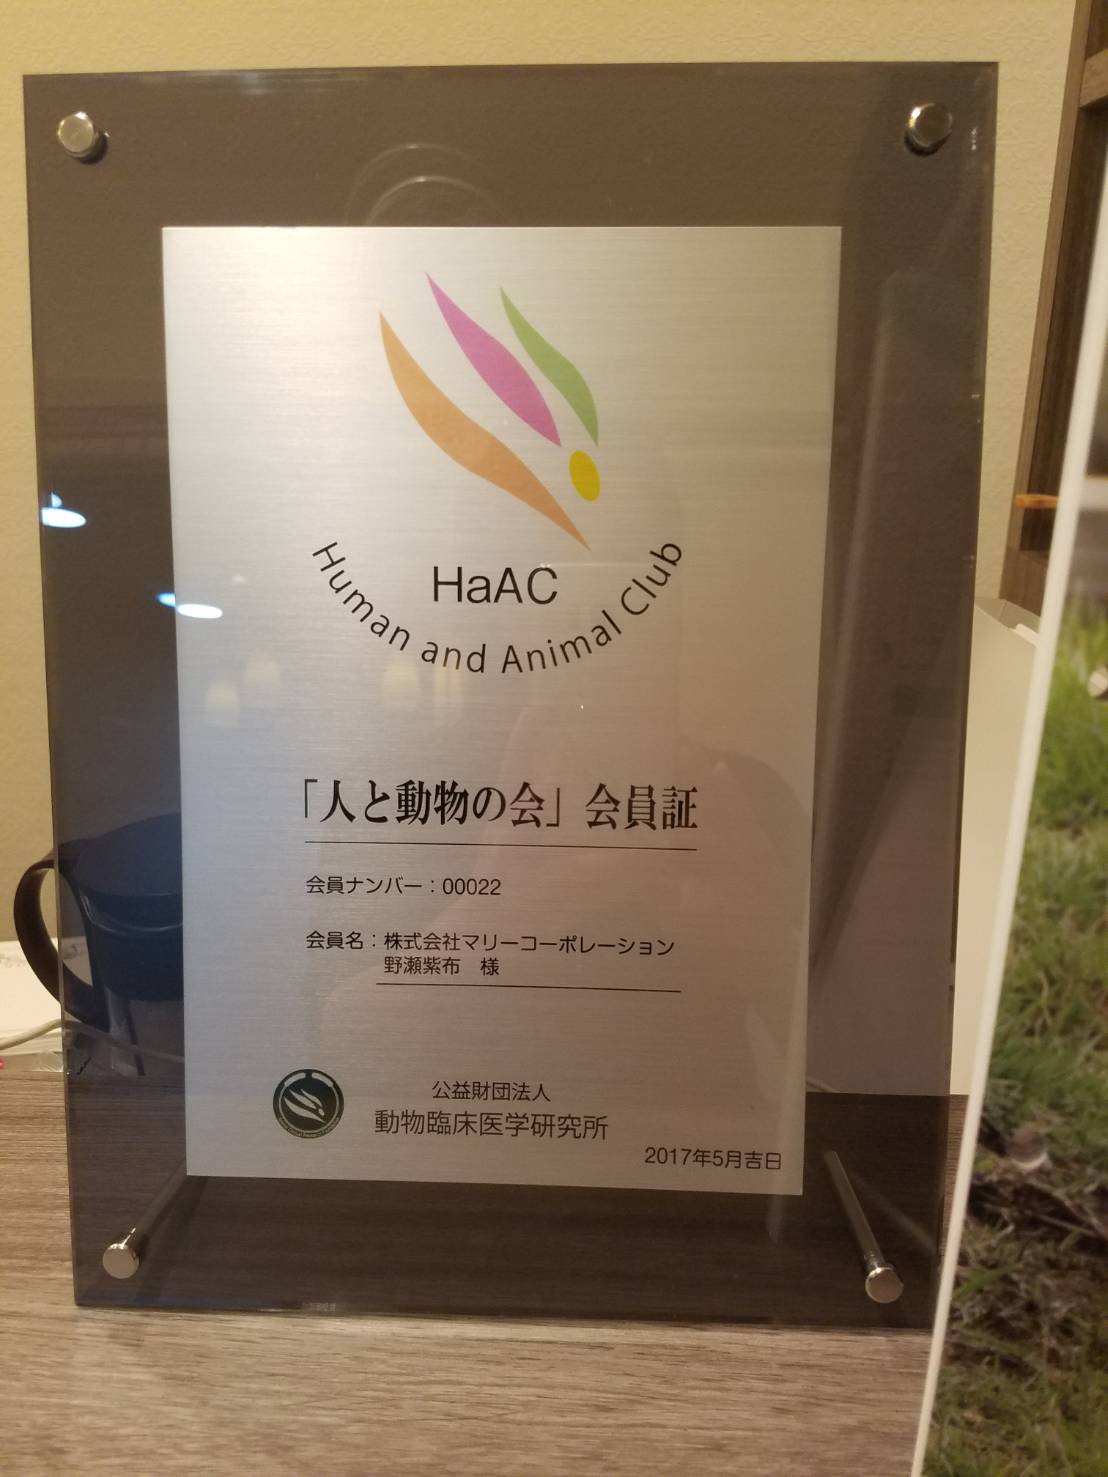 HaAC
Human and Animal Club
「人と動物の会」会員証
会員ナンバー：00022
会員名：株式会社マリーコーポレーション
野瀬紫布　様
公益財団法人
動物臨床医学研究所
2017年5月吉日